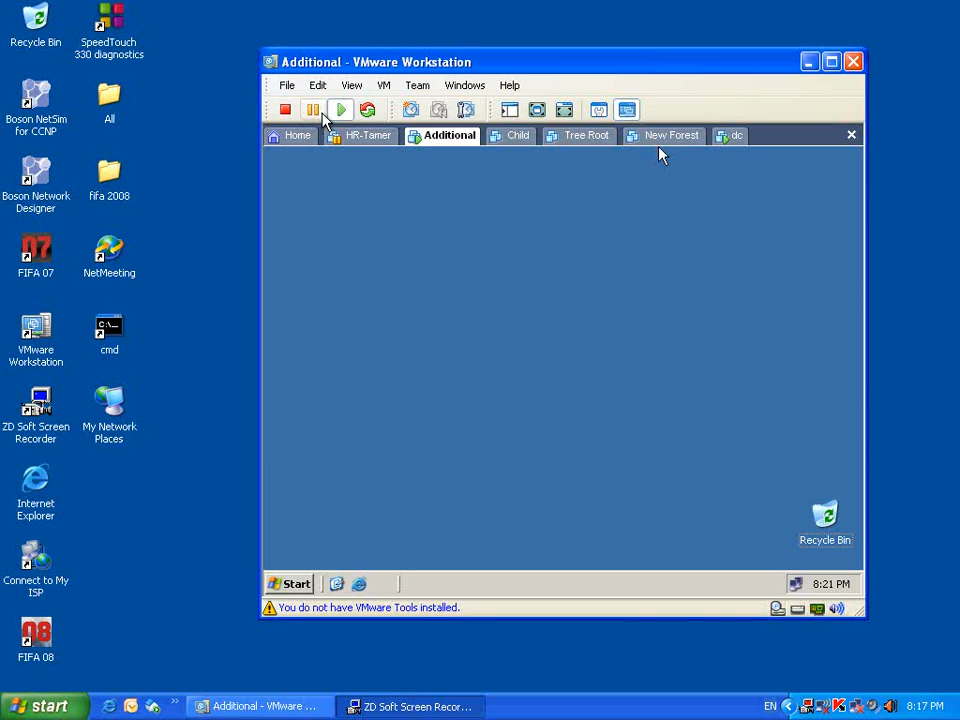 Recycle Bin
SpeedTouch
330 diagnostics
Boson NetSim
for CCNP
All
Boson Network
Designer
fifa 2008
07
FIFA 07
NetMeeting
C:\_
VMware
Workstation
cmd
ZD Soft Screen
Recorder
My Network
Places
Internet
Explorer
Connect to My
ISP
08
FIFA 08
Additional - VMware Workstation
File Edit View VM Team Windows Help
Home HR-Tamer Additional Child Tree Root New Forest dc
Recycle Bin
Start 8:21 PM
You do not have VMware Tools installed.
start Additional - VMware ... ZD Soft Screen Recor... EN 8:17 PM